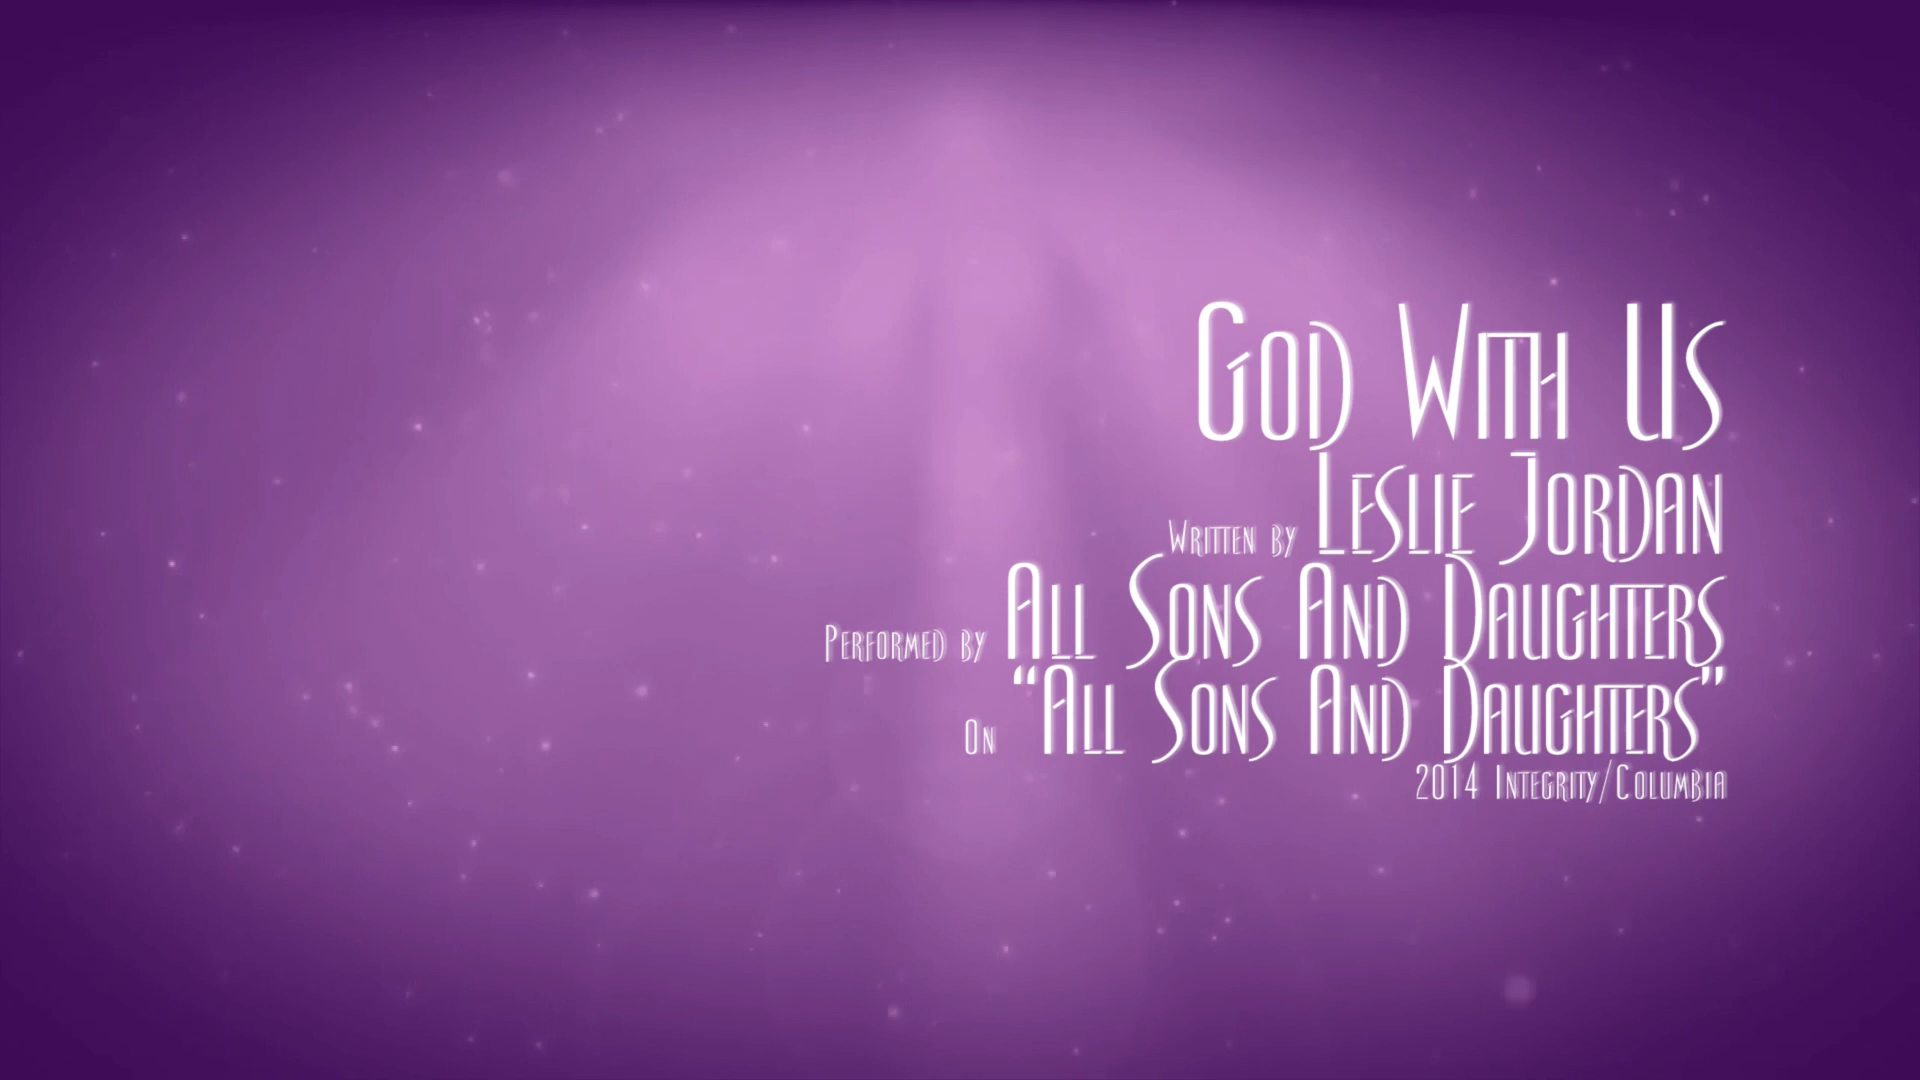 God With Us
Written by Leslie Jordan
Performed by All Sons And Daughters
On “All Sons And Daughters”
2014 Integrity/Columbia